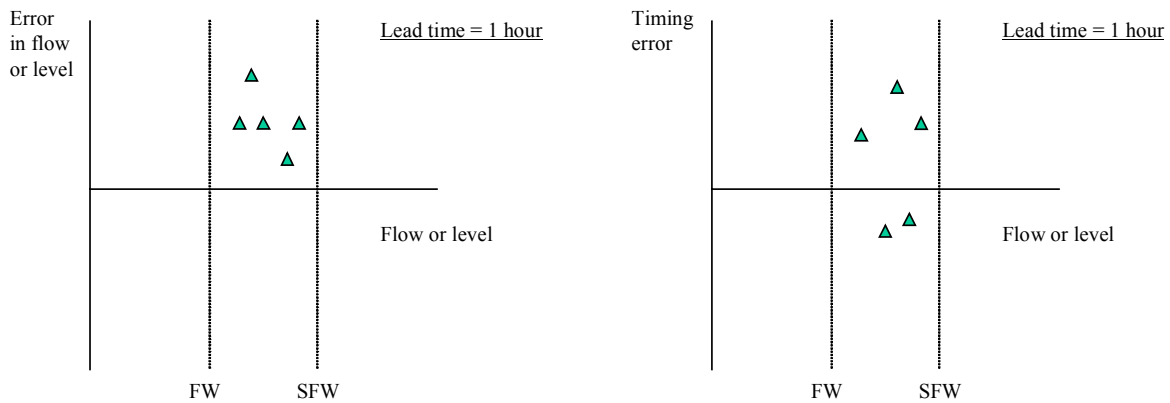 Error
in flow
or level
Lead time = 1 hour
Flow or level
FW
SFW
Timing
error
Lead time = 1 hour
Flow or level
FW
SFW